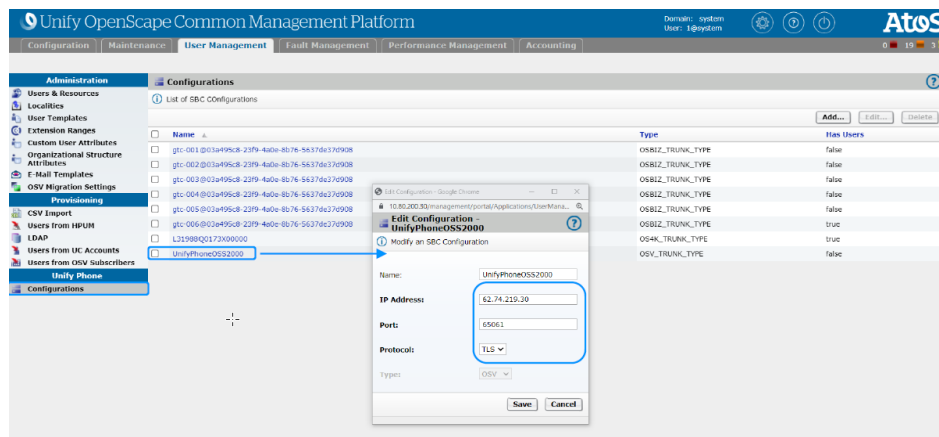 Unify OpenScape Common Management Platform
Domain: system
User: 1@system
Atos
Configuration Maintenance User Management Fault Management Performance Management Accounting
0 19 3
Administration
Users & Resources
Localities
User Templates
Extension Ranges
Custom User Attributes
Organizational Structure
Attributes
E-Mail Templates
OSV Migration Settings
Provisioning
CSV Import
Users from HPUM
LDAP
Users from UC Accounts
Users from OSV Subscribers
Unify Phone
Configurations
Configurations
List of SBC COnfigurations
Add... Edit... Delete
Name Type Has Users
gtc-001@03a495c8-23f9-4a0e-8b76-5637de37d908 OSBIZ_TRUNK_TYPE false
gtc-002@03a495c8-23f9-4a0e-8b76-5637de37d908 OSBIZ_TRUNK_TYPE false
gtc-003@03a495c8-23f9-4a0e-8b76-5637de37d908 OSBIZ_TRUNK_TYPE false
gtc-004@03a495c8-23f9-4a0e-8b76-5637de37d908 OSBIZ_TRUNK_TYPE false
gtc-005@03a495c8-23f9-4a0e-8b76-5637de37d908 OSBIZ_TRUNK_TYPE false
gtc-006@03a495c8-23f9-4a0e-8b76-5637de37d908 OSBIZ_TRUNK_TYPE true
L31988Q0173X00000 OS4K_TRUNK_TYPE true
UnifyPhoneOSS2000 OSV_TRUNK_TYPE false
Edit Configuration - Google Chrome
10.80.200.30/management/portal/Applications/UserMana...
Edit Configuration -
UnifyPhoneOSS2000
Modify an SBC Configuration
Name: UnifyPhoneOSS2000
IP Address: 62.74.219.30
Port: 65061
Protocol: TLS
Type: OSV
Save Cancel